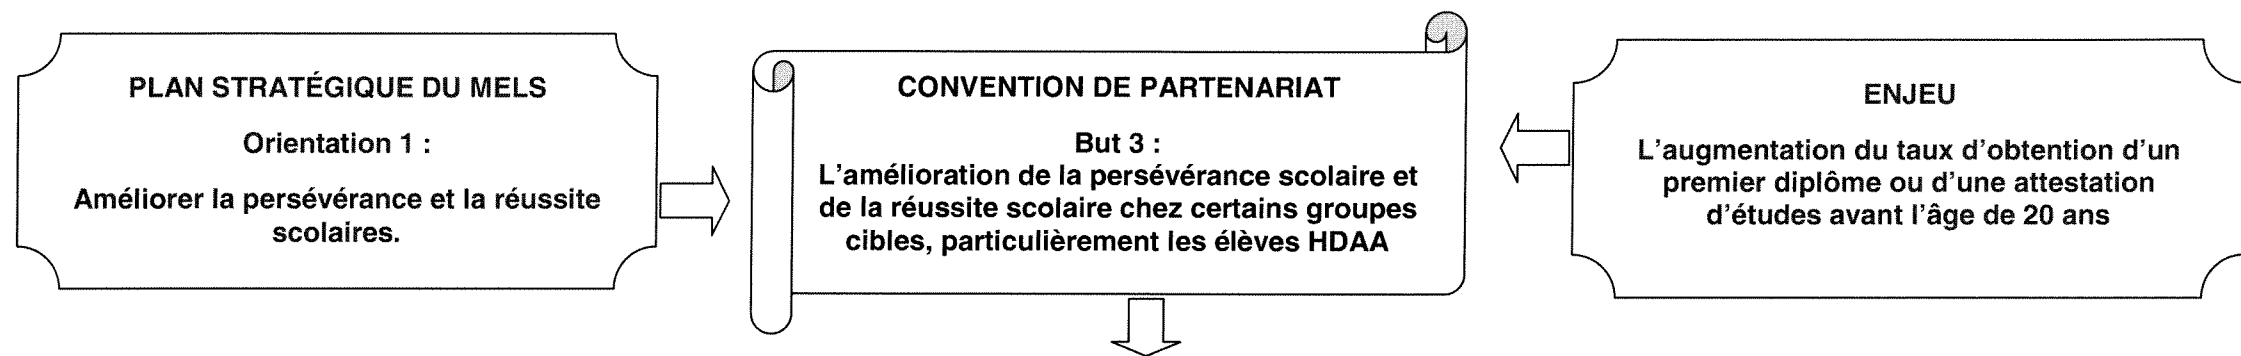 PLAN STRATÉGIQUE DU MELS
Orientation 1 :
Améliorer la persévérance et la réussite
scolaires.
CONVENTION DE PARTENARIAT
But 3 :
L'amélioration de la persévérance scolaire et
de la réussite scolaire chez certains groupes
cibles, particulièrement les élèves HDAA
ENJEU
L'augmentation du taux d'obtention d'un
premier diplôme ou d'une attestation
d'études avant l'âge de 20 ans